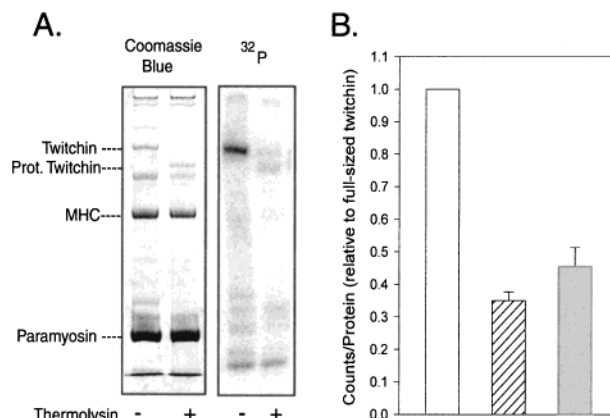 A.
Coomassie
Blue
32 P
Twitchin
Prot. Twitchin
MHC
Paramyosin
Thermolysin - + - +
B.
Counts/Protein (relative to full-sized twitchin)
1.1
1.0
0.9
0.8
0.7
0.6
0.5
0.4
0.3
0.2
0.1
0.0